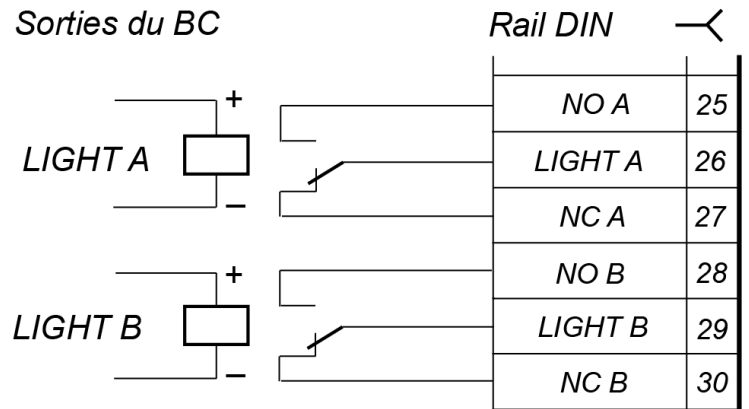 Sorties du BC
Rail DIN
+
LIGHT A
–
NO A 25
LIGHT A 26
NC A 27
+
LIGHT B
–
NO B 28
LIGHT B 29
NC B 30